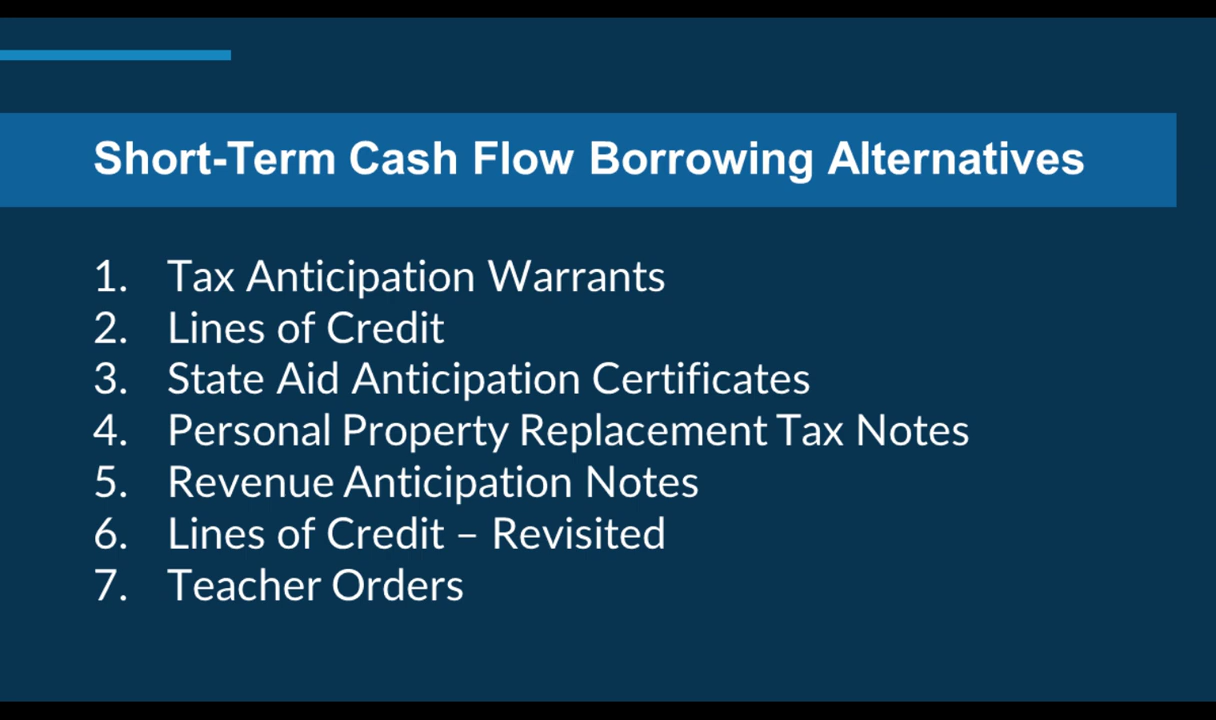 Short-Term Cash Flow Borrowing Alternatives
1. Tax Anticipation Warrants
2. Lines of Credit
3. State Aid Anticipation Certificates
4. Personal Property Replacement Tax Notes
5. Revenue Anticipation Notes
6. Lines of Credit – Revisited
7. Teacher Orders